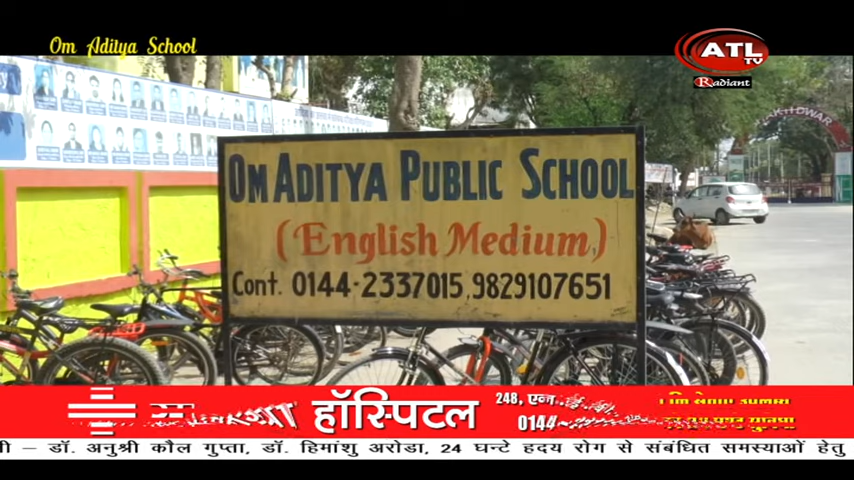 Om Aditya School
ATL
TV
Radiant
OM ADITYA PUBLIC SCHOOL
(English Medium)
Cont. 0144-2337015, 9829107651
हॉस्पिटल
248, एन
0144-
सी – डॉ. अनुश्री कौल गुप्ता, डॉ. हिमांशु अरोडा, 24 घन्टे हृदय रोग से संबंधित समस्याओं हेतु